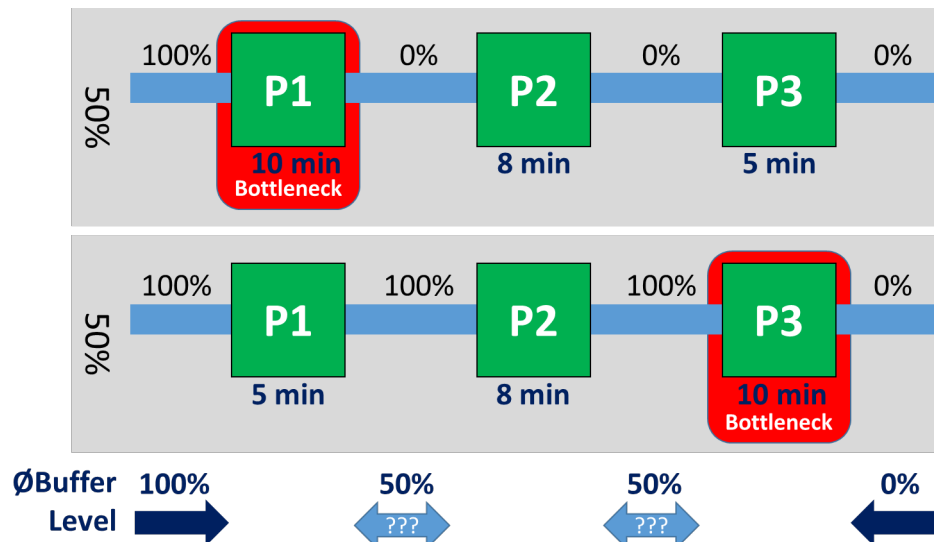 100% 0% 0% 0%
50%
P1 P2 P3
10 min 8 min 5 min
Bottleneck
100% 100% 100% 0%
50%
P1 P2 P3
5 min 8 min 10 min
Bottleneck
ØBuffer 100% 50% 50% 0%
Level ??? ???